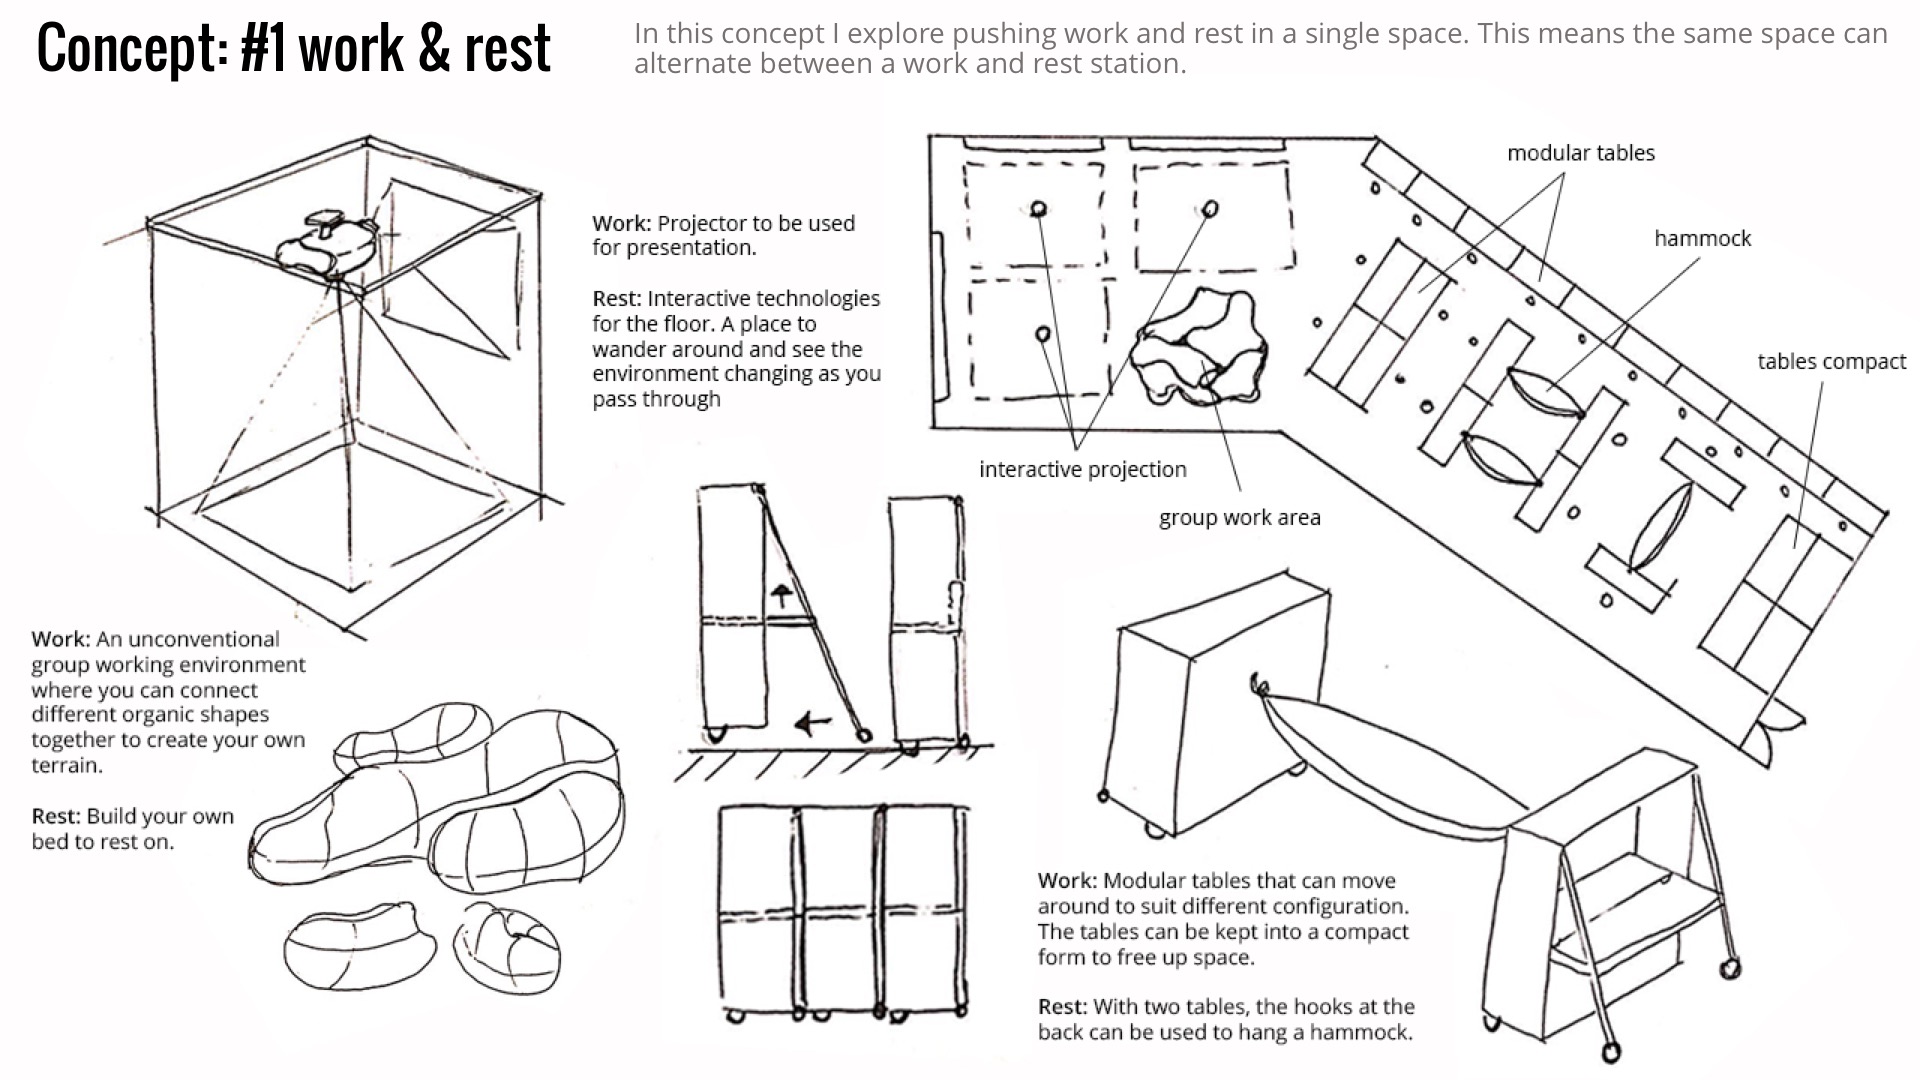 Concept: #1 work & rest
In this concept I explore pushing work and rest in a single space. This means the same space can
alternate between a work and rest station.
Work: Projector to be used
for presentation.
Rest: Interactive technologies
for the floor. A place to
wander around and see the
environment changing as you
pass through
modular tables
hammock
tables compact
interactive projection
group work area
Work: An unconventional
group working environment
where you can connect
different organic shapes
together to create your own
terrain.
Rest: Build your own
bed to rest on.
Work: Modular tables that can move
around to suit different configuration.
The tables can be kept into a compact
form to free up space.
Rest: With two tables, the hooks at the
back can be used to hang a hammock.